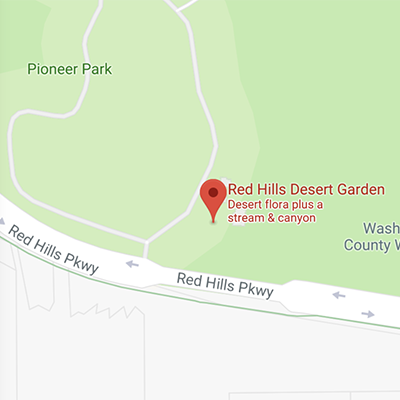 Pioneer Park
Red Hills Desert Garden
Desert flora plus a
stream & canyon
Wash
County W
Red Hills Pkwy
Red Hills Pkwy